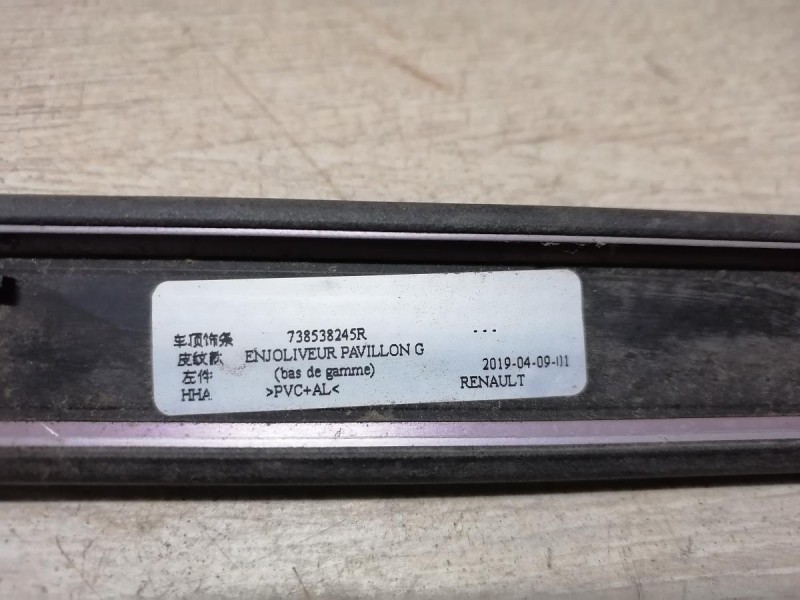 车顶饰条 738538245R ...
皮纹款 ENJOLIVEUR PAVILLON G
左件 (bas de gamme) 2019-04-09-01
HHA >PVC+AL< RENAULT